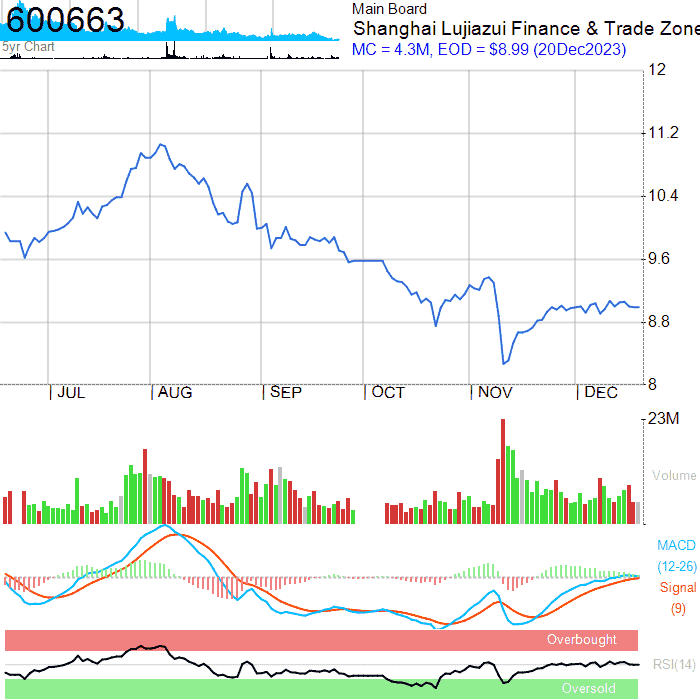 600663
5yr Chart
Main Board
Shanghai Lujiazui Finance & Trade Zone
MC = 4.3M, EOD = $8.99 (20Dec2023)
12
11.2
10.4
9.6
8.8
8
JUL AUG SEP OCT NOV DEC
23M
Volume
MACD
(12-26)
Signal
(9)
Overbought
RSI(14)
Oversold